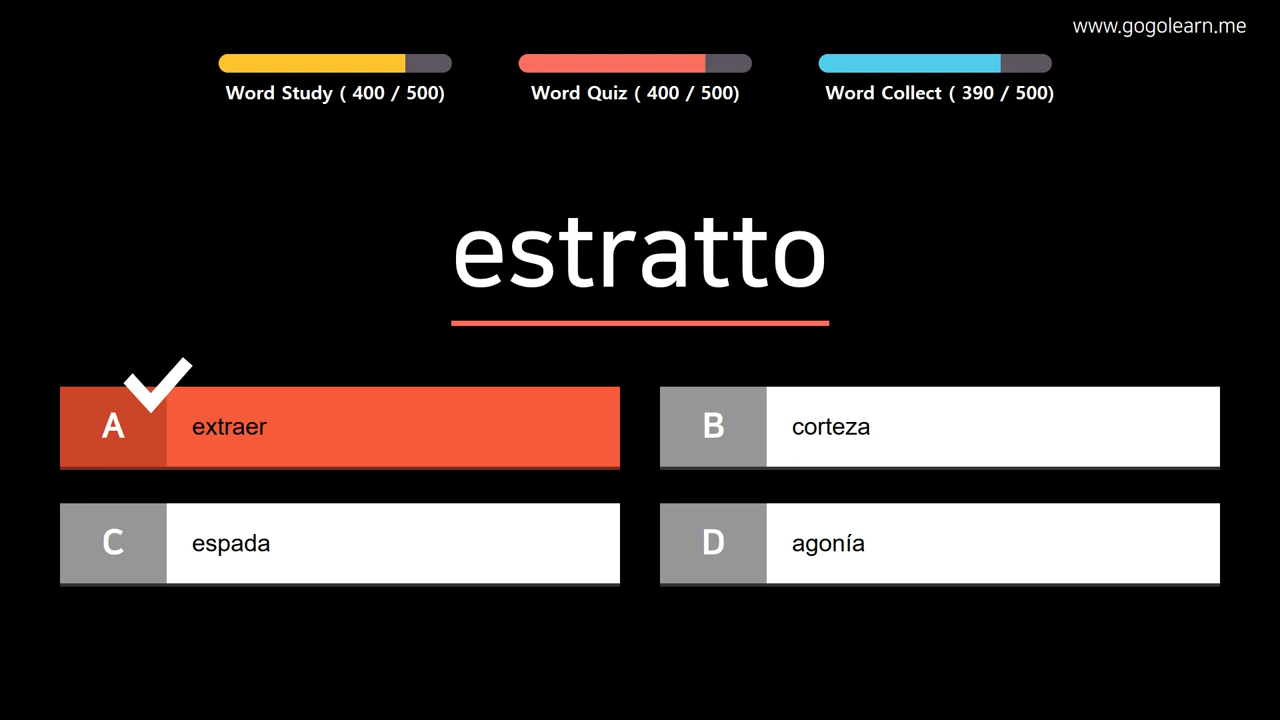 www.gogolearn.me
Word Study ( 400 / 500)
Word Quiz ( 400 / 500)
Word Collect ( 390 / 500)
estratto
A extraer
B corteza
C espada
D agonía